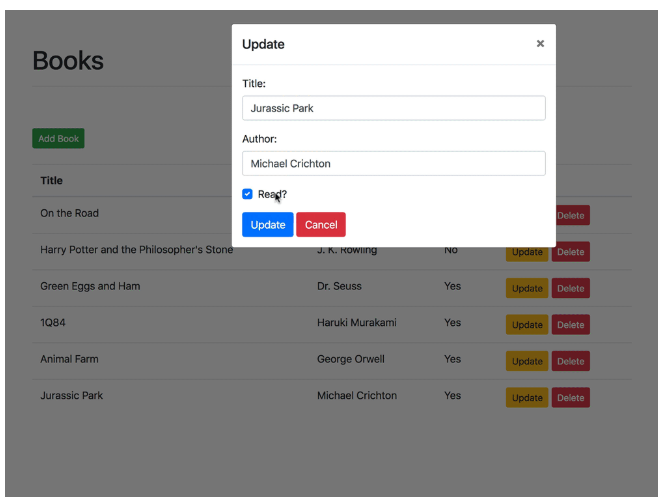 Books
Add Book
Title
On the Road Delete
Harry Potter and the Philosopher's Stone J. K. Rowling No Update Delete
Green Eggs and Ham Dr. Seuss Yes Update Delete
1Q84 Haruki Murakami Yes Update Delete
Animal Farm George Orwell Yes Update Delete
Jurassic Park Michael Crichton Yes Update Delete
Update ×
Title:
Jurassic Park
Author:
Michael Crichton
Read?
Update Cancel